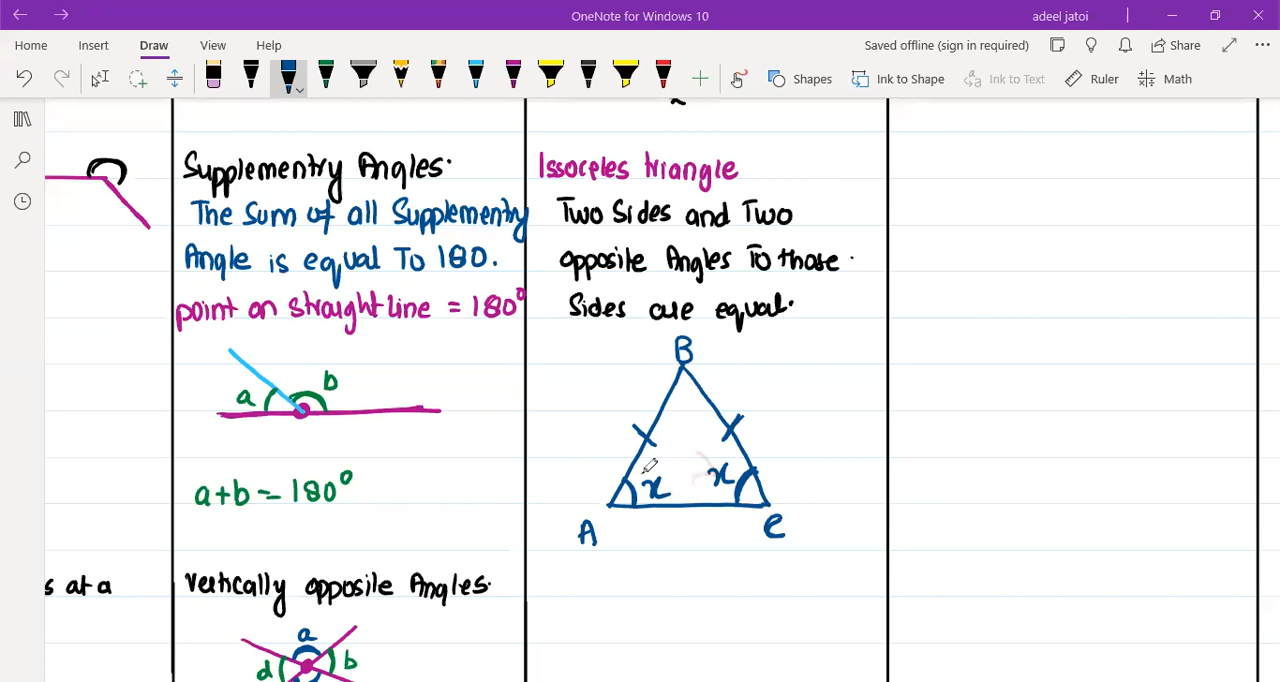 OneNote for Windows 10
adeel jatoi
Home
Insert
Draw
View
Help
Saved offline (sign in required)
Share
Ink to Shape
Shapes
Ink to Text
Ruler
Math
Supplementry Angles.
The Sum of all Supplementry
Angle is equal To 180.
point on straight line = 180°
a
b
a+b = 180°
s at a
Vertically opposite Angles.
a
d
b
Issoceles triangle
Two Sides and Two
opposite Angles To those.
Sides are equal.
B
x
x
A
C